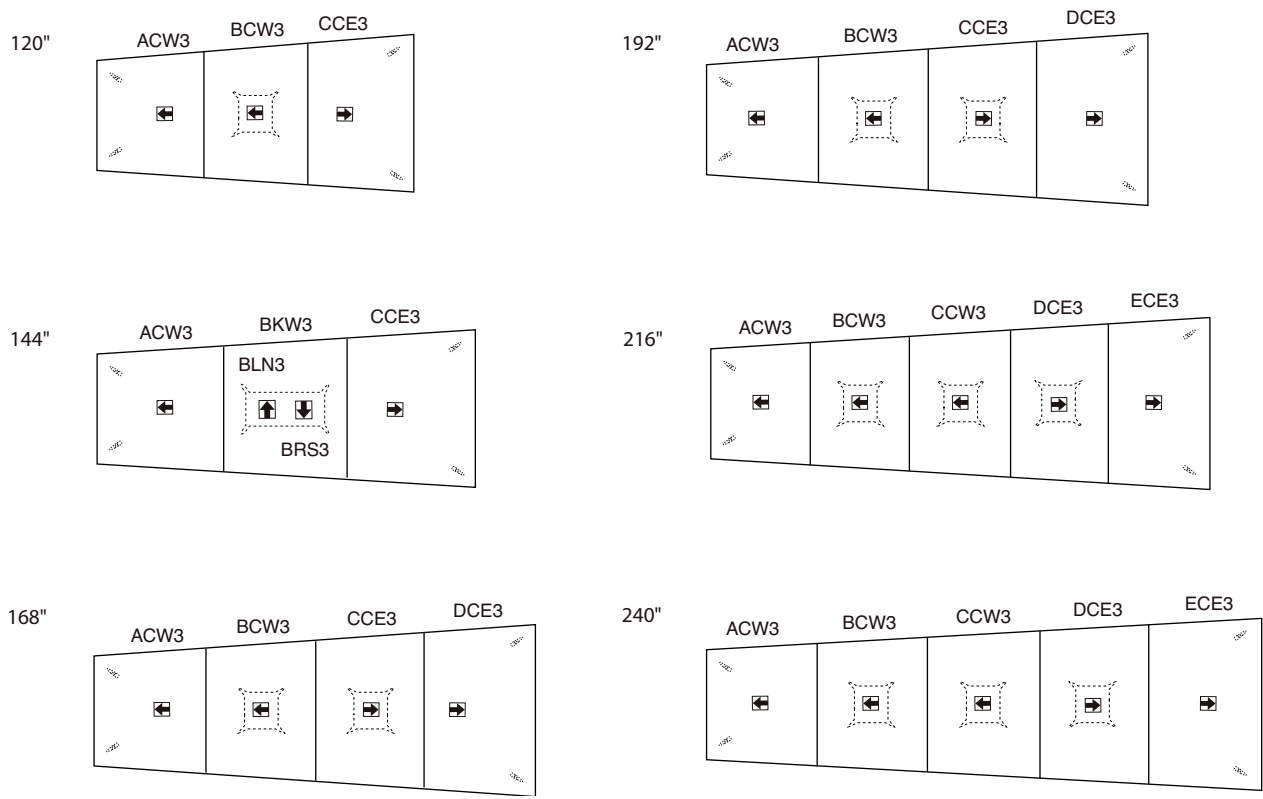 120"
ACW3 BCW3 CCE3
192"
ACW3 BCW3 CCE3 DCE3
144"
ACW3 BKW3 CCE3
BLN3
BRS3
216"
ACW3 BCW3 CCW3 DCE3 ECE3
168"
ACW3 BCW3 CCE3 DCE3
240"
ACW3 BCW3 CCW3 DCE3 ECE3